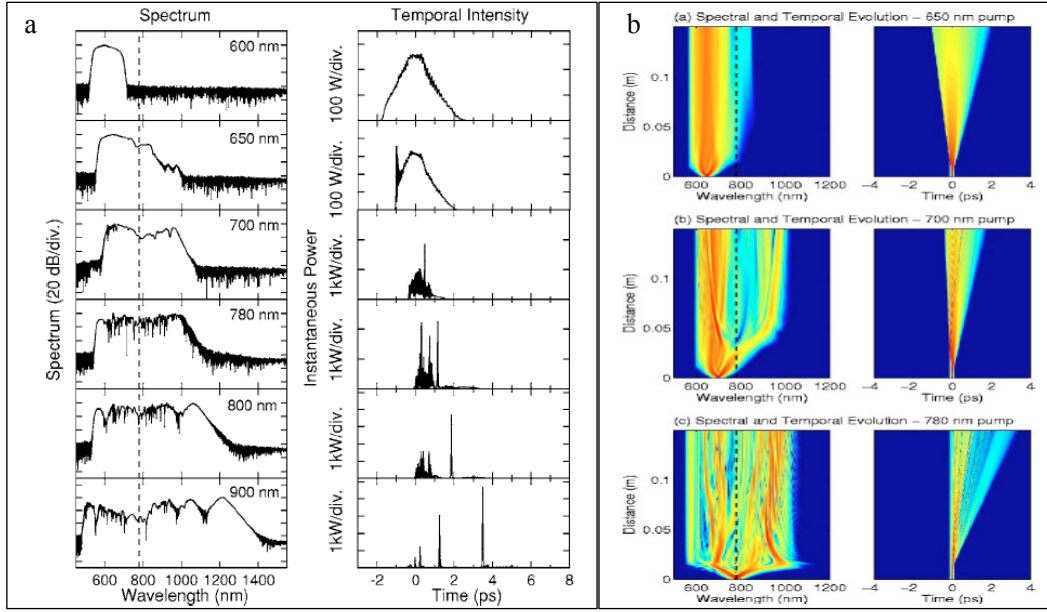 a
Spectrum
Temporal Intensity
600 nm
650 nm
700 nm
780 nm
800 nm
900 nm
Spectrum (20 dB/div.)
400 600 800 1000 1200 1400
Wavelength (nm)
Instantaneous Power
100 W/div.
100 W/div.
1kW/div.
1kW/div.
1kW/div.
1kW/div.
-2 0 2 4 6 8
Time (ps)
b
(a) Spectral and Temporal Evolution – 650 nm pump
Distance (m)
0.1
0.05
0
600 800 1000 1200
Wavelength (nm)
−4 −2 0 2 4
Time (ps)
(b) Spectral and Temporal Evolution – 700 nm pump
Distance (m)
0.1
0.05
0
600 800 1000 1200
Wavelength (nm)
−4 −2 0 2 4
Time (ps)
(c) Spectral and Temporal Evolution – 780 nm pump
Distance (m)
0.1
0.05
0
600 800 1000 1200
Wavelength (nm)
−4 −2 0 2 4
Time (ps)